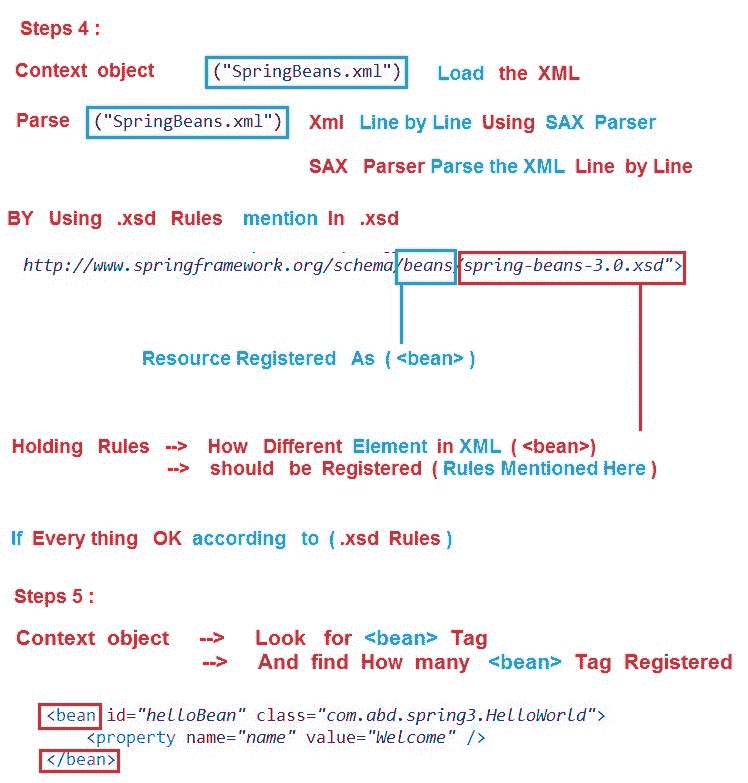 Steps 4 :
Context object ("SpringBeans.xml") Load the XML
Parse ("SpringBeans.xml") Xml Line by Line Using SAX Parser
SAX Parser Parse the XML Line by Line
BY Using .xsd Rules mention In .xsd
http://www.springframework.org/schema/beans/spring-beans-3.0.xsd">
Resource Registered As ( <bean> )
Holding Rules --> How Different Element in XML ( <bean>)
--> should be Registered ( Rules Mentioned Here )
If Every thing OK according to ( .xsd Rules )
Steps 5 :
Context object --> Look for <bean> Tag
--> And find How many <bean> Tag Registered
<bean id="helloBean" class="com.abd.spring3.HelloWorld">
<property name="name" value="Welcome" />
</bean>